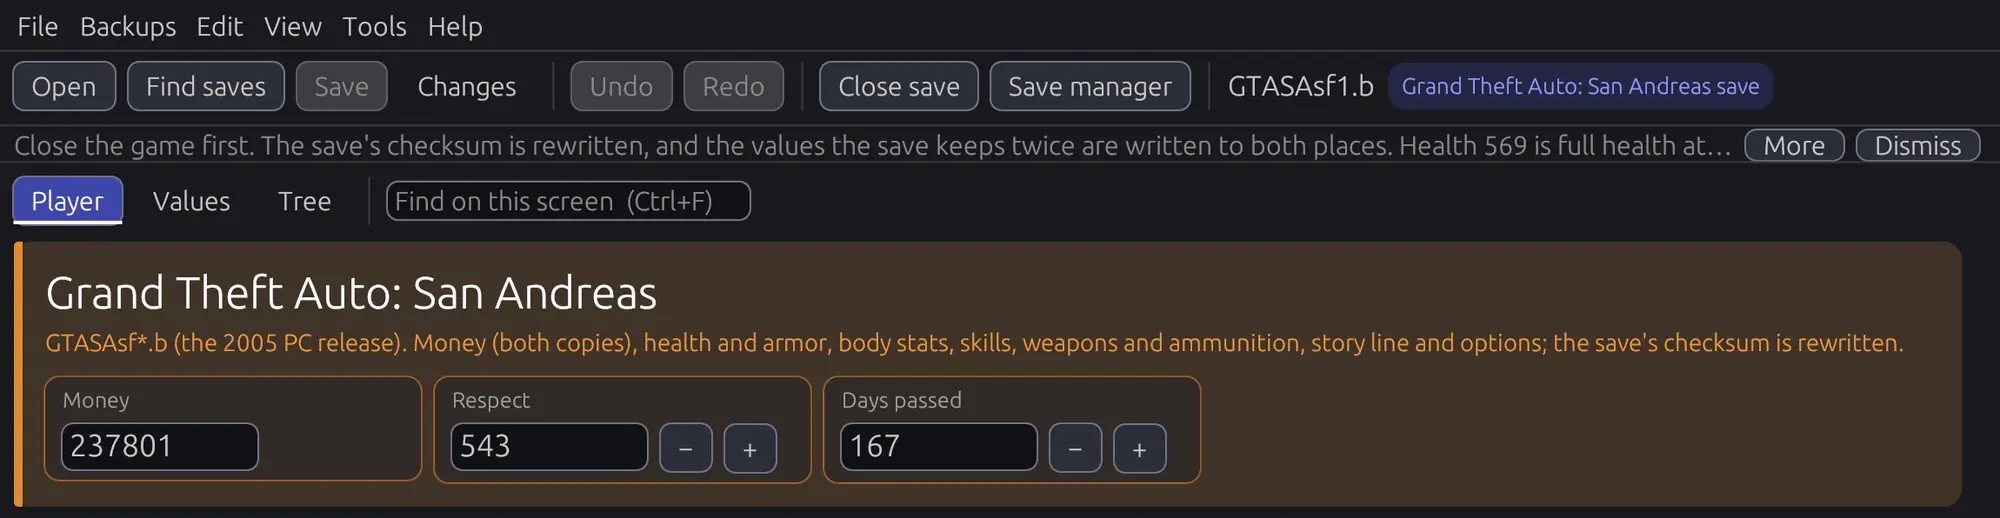 File Backups Edit View Tools Help
Open Find saves Save Changes Undo Redo Close save Save manager GTASAsf1.b Grand Theft Auto: San Andreas save
Close the game first. The save's checksum is rewritten, and the values the save keeps twice are written to both places. Health 569 is full health at... More Dismiss
Player Values Tree Find on this screen (Ctrl+F)
Grand Theft Auto: San Andreas
GTASAsf*.b (the 2005 PC release). Money (both copies), health and armor, body stats, skills, weapons and ammunition, story line and options; the save's checksum is rewritten.
Money Respect Days passed
237801 543 − + 167 − +